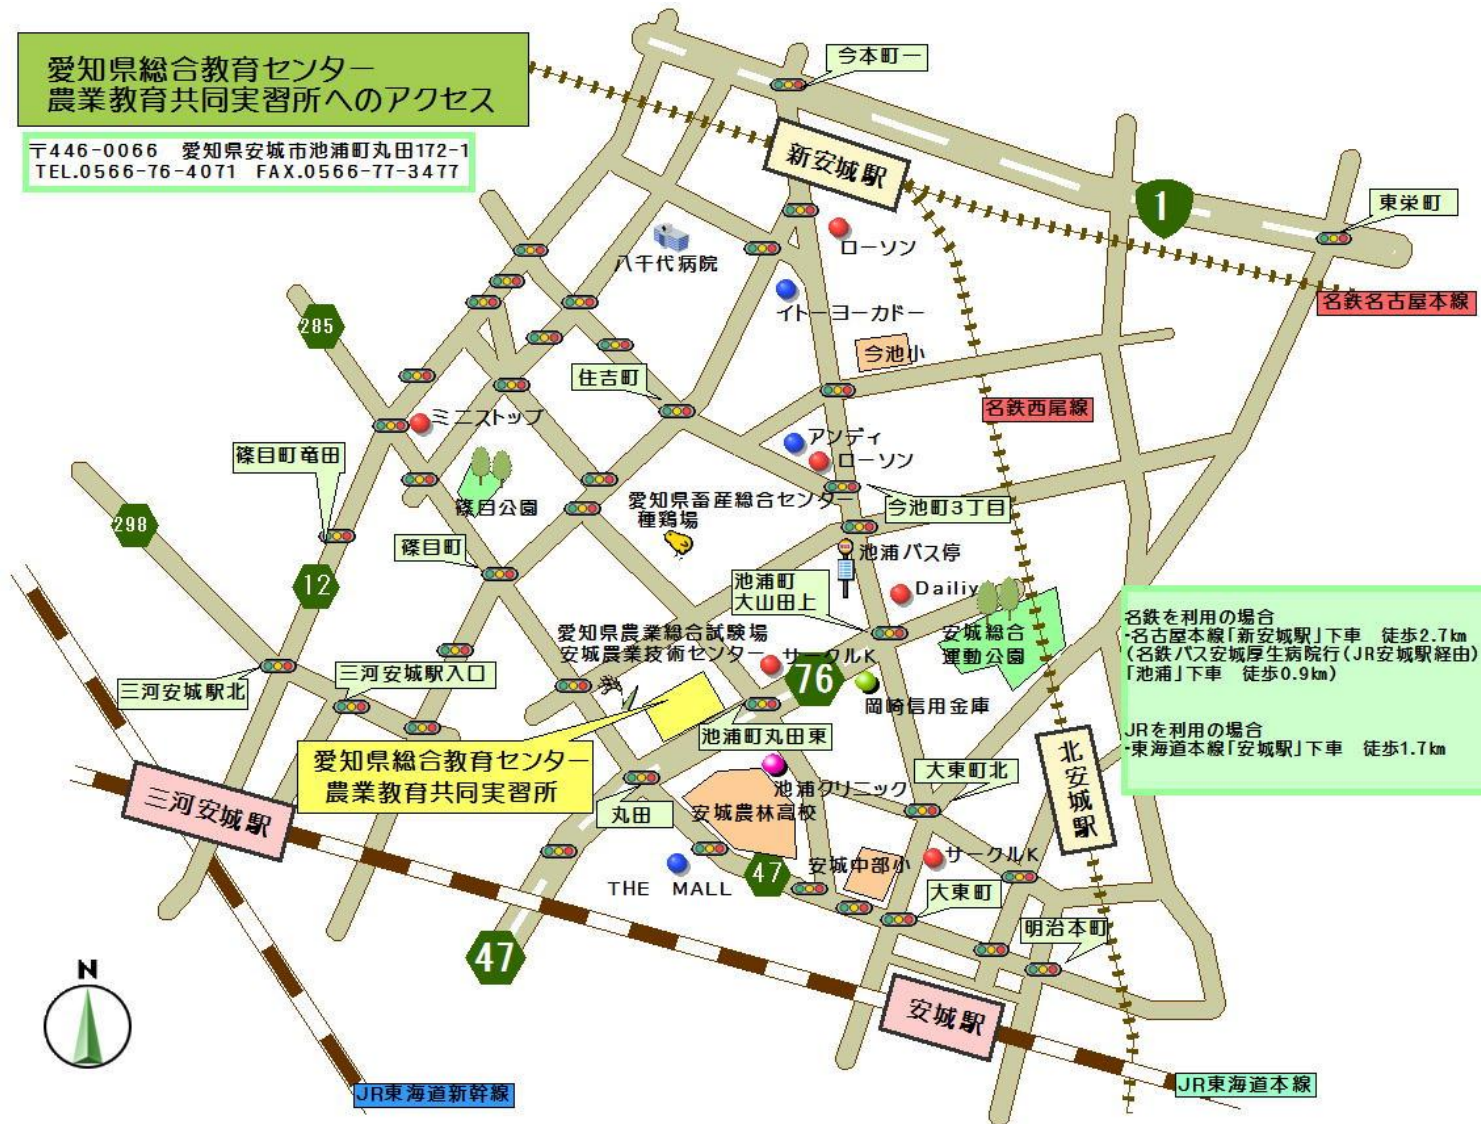 愛知県総合教育センター
農業教育共同実習所へのアクセス
〒446-0066 愛知県安城市池浦町丸田172-1
TEL.0566-76-4071 FAX.0566-77-3477
今本町一
新安城駅
1
東栄町
ローソン
八千代病院
名鉄名古屋本線
285
イトーヨーカドー
今池小
住吉町
名鉄西尾線
ミニストップ
アンディ
篠目町竜田
ローソン
篠目公園
愛知県畜産総合センター
種鶏場
今池町3丁目
298
篠目町
池浦バス停
12
池浦町
大山田上
Dailiy
愛知県農業総合試験場
安城農業技術センター
サークルK
安城総合
運動公園
名鉄を利用の場合
・名古屋本線「新安城駅」下車 徒歩2.7km
(名鉄バス安城厚生病院行(JR安城駅経由)
「池浦」下車 徒歩0.9km)
JRを利用の場合
・東海道本線「安城駅」下車 徒歩1.7km
三河安城駅北
三河安城駅入口
76
岡崎信用金庫
池浦町丸田東
愛知県総合教育センター
農業教育共同実習所
北安城駅
大東町北
池浦クリニック
三河安城駅
丸田
安城農林高校
THE MALL
47
安城中部小
サークルK
大東町
明治本町
47
N
安城駅
JR東海道新幹線
JR東海道本線